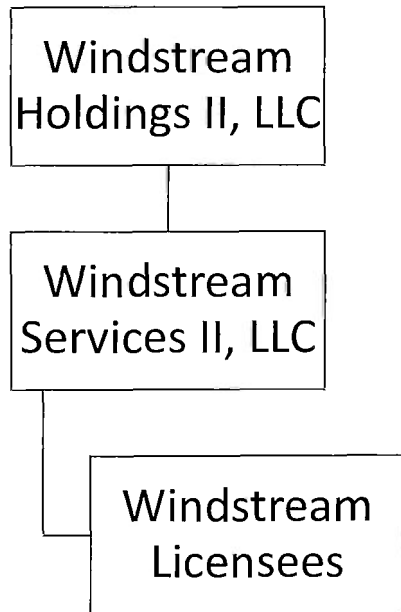 Windstream
Holdings II, LLC
Windstream
Services II, LLC
Windstream
Licensees